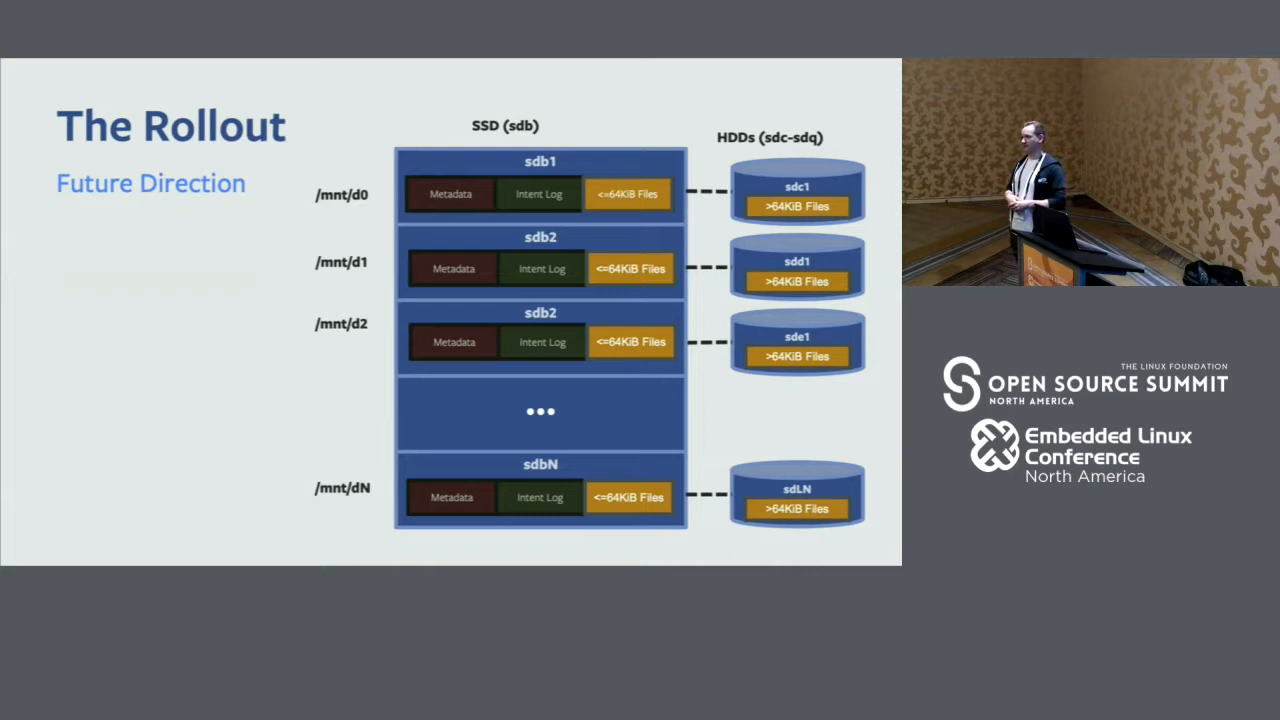 The Rollout
Future Direction
SSD (sdb)
HDDs (sdc-sdq)
/mnt/d0
sdb1
Metadata
Intent Log
<=64KiB Files
sdc1
>64KiB Files
/mnt/d1
sdb2
Metadata
Intent Log
<=64KiB Files
sdd1
>64KiB Files
/mnt/d2
sdb2
Metadata
Intent Log
<=64KiB Files
sde1
>64KiB Files
•••
/mnt/dN
sdbN
Metadata
Intent Log
<=64KiB Files
sdLN
>64KiB Files
THE LINUX FOUNDATION
OPEN SOURCE SUMMIT
NORTH AMERICA
Embedded Linux
Conference
North America